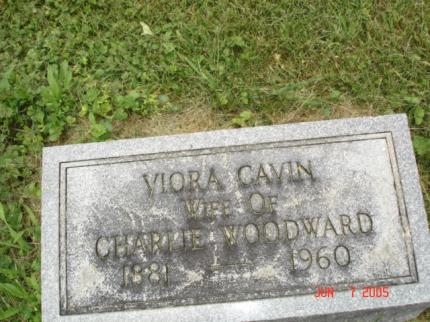 VIORA CAVIN
WIFE OF
CHARLIE WOODWARD
1881 — 1960
JUN 7 2005